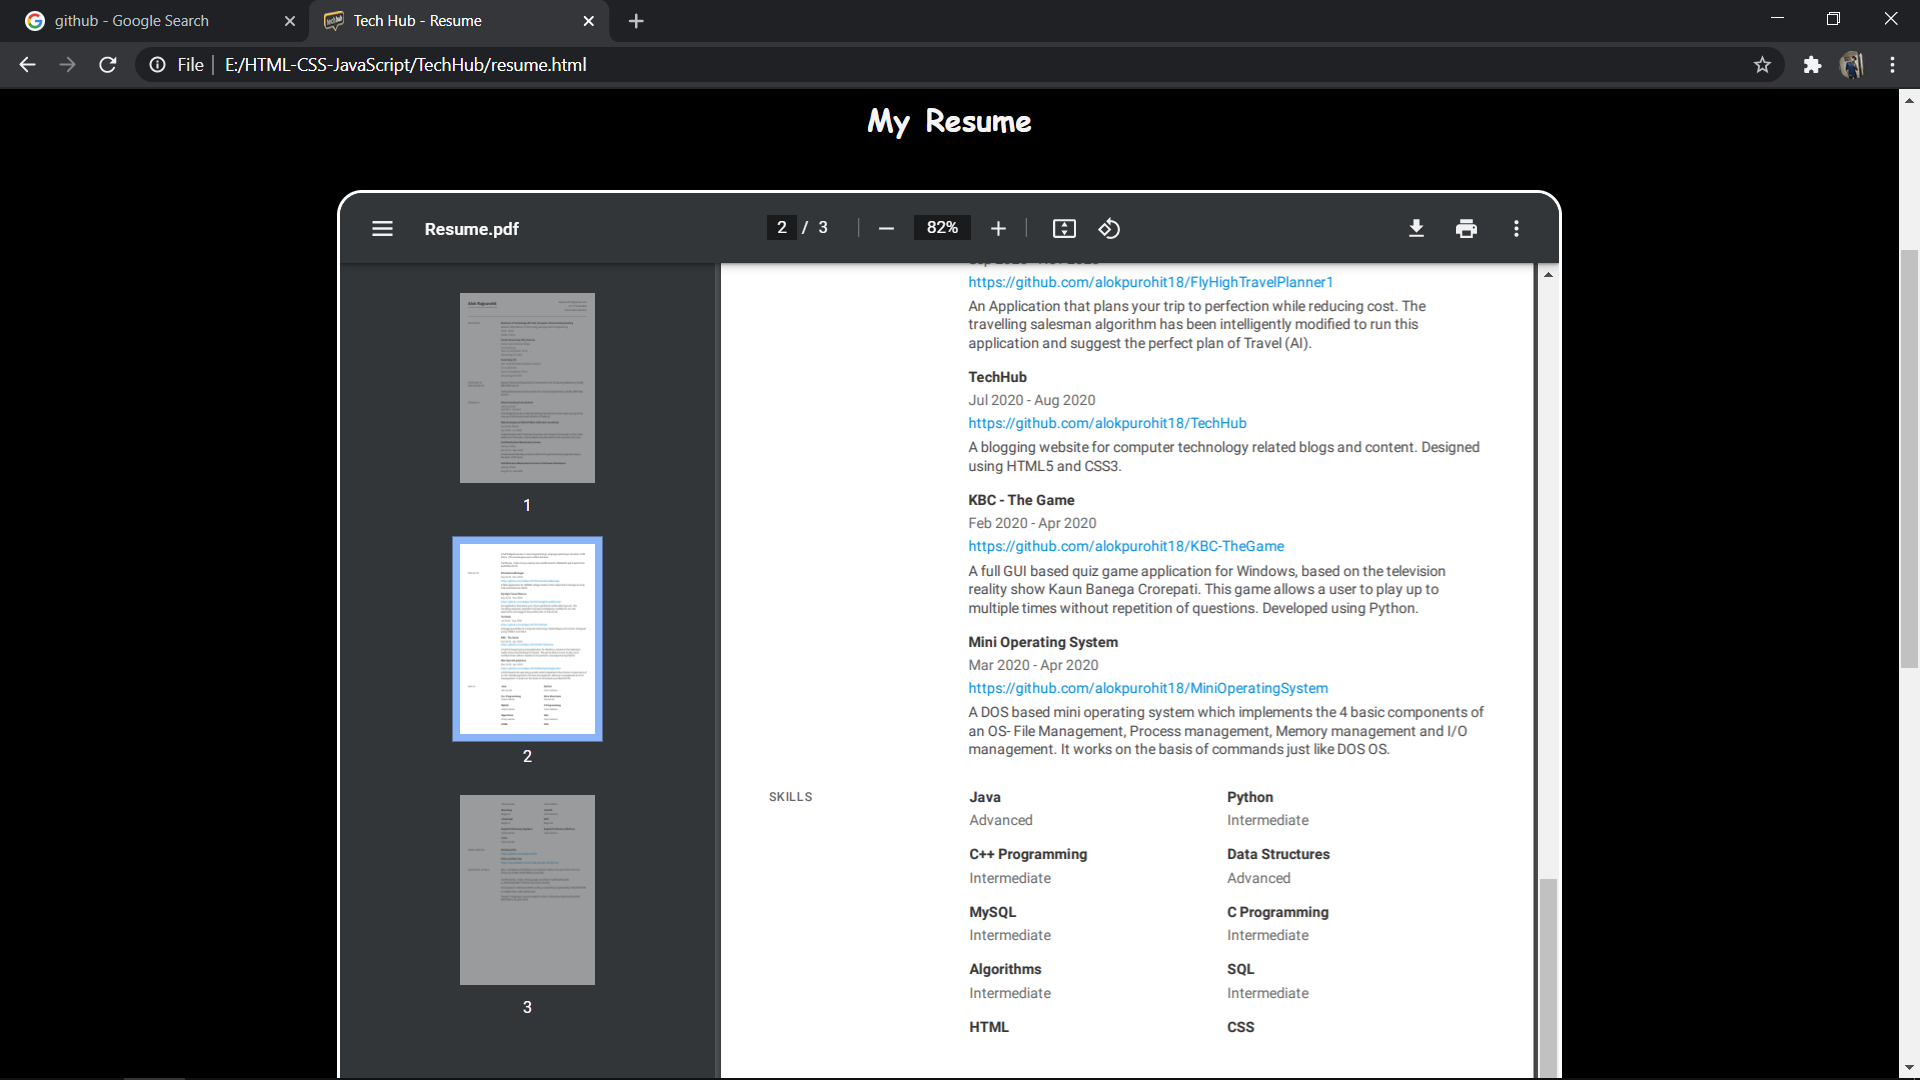 github - Google Search
Tech Hub - Resume
File
E:/HTML-CSS-JavaScript/TechHub/resume.html
My Resume
Resume.pdf
2 / 3
82%
1
2
3
https://github.com/alokpurohit18/FlyHighTravelPlanner1
An Application that plans your trip to perfection while reducing cost. The
travelling salesman algorithm has been intelligently modified to run this
application and suggest the perfect plan of Travel (AI).
TechHub
Jul 2020 - Aug 2020
https://github.com/alokpurohit18/TechHub
A blogging website for computer technology related blogs and content. Designed
using HTML5 and CSS3.
KBC - The Game
Feb 2020 - Apr 2020
https://github.com/alokpurohit18/KBC-TheGame
A full GUI based quiz game application for Windows, based on the television
reality show Kaun Banega Crorepati. This game allows a user to play up to
multiple times without repetition of questions. Developed using Python.
Mini Operating System
Mar 2020 - Apr 2020
https://github.com/alokpurohit18/MiniOperatingSystem
A DOS based mini operating system which implements the 4 basic components of
an OS- File Management, Process management, Memory management and I/O
management. It works on the basis of commands just like DOS OS.
SKILLS
Java
Python
Advanced
Intermediate
C++ Programming
Data Structures
Intermediate
Advanced
MySQL
C Programming
Intermediate
Intermediate
Algorithms
SQL
Intermediate
Intermediate
HTML
CSS